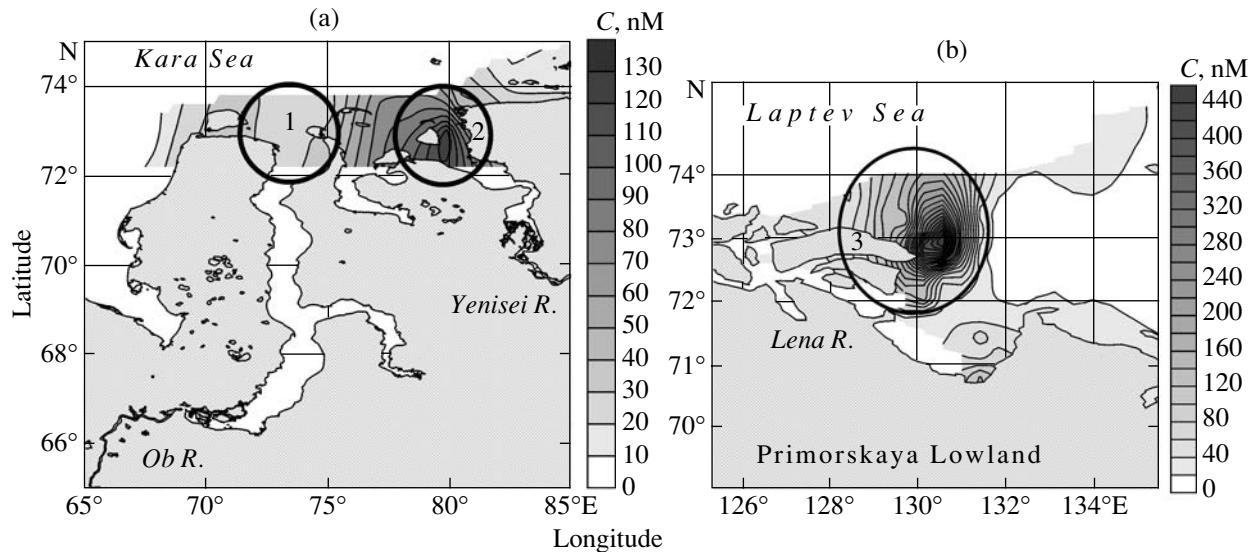 (a)
C, nM
N
Kara Sea
74°
72°
70°
68°
66°
1
2
Yenisei R.
Ob R.
65
70°
75°
80°
85°E
130
120
110
100
90
80
70
60
50
40
30
20
10
0
Latitude
Longitude
(b)
C, nM
N
Laptev Sea
74°
73°
72°
71°
70°
3
Lena R.
Primorskaya Lowland
126°
128°
130°
132°
134°E
440
400
360
320
280
240
200
160
120
80
40
0